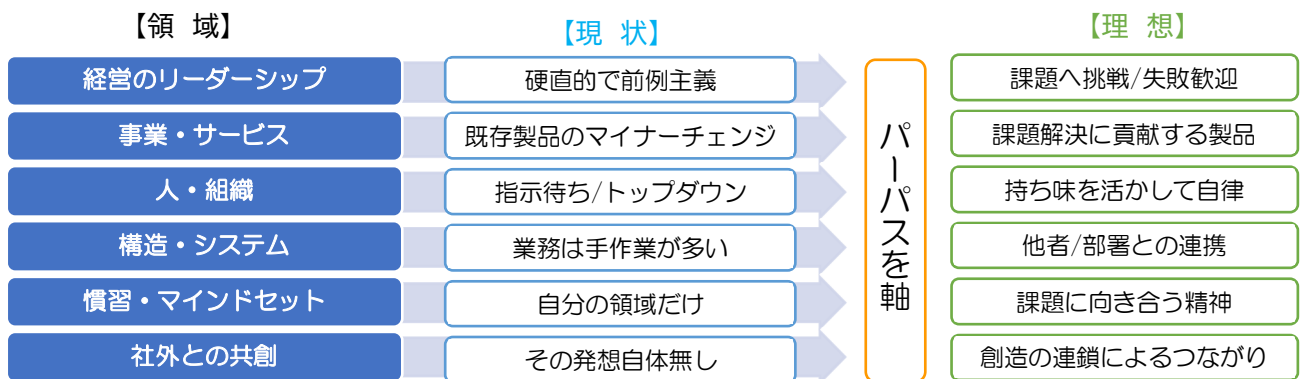 【領 域】
【現 状】
【理 想】
経営のリーダーシップ
硬直的で前例主義
課題へ挑戦/失敗歓迎
事業・サービス
既存製品のマイナーチェンジ
課題解決に貢献する製品
人・組織
指示待ち/トップダウン
持ち味を活かして自律
構造・システム
業務は手作業が多い
他者/部署との連携
慣習・マインドセット
自分の領域だけ
課題に向き合う精神
社外との共創
その発想自体無し
創造の連鎖によるつながり
パーパスを軸